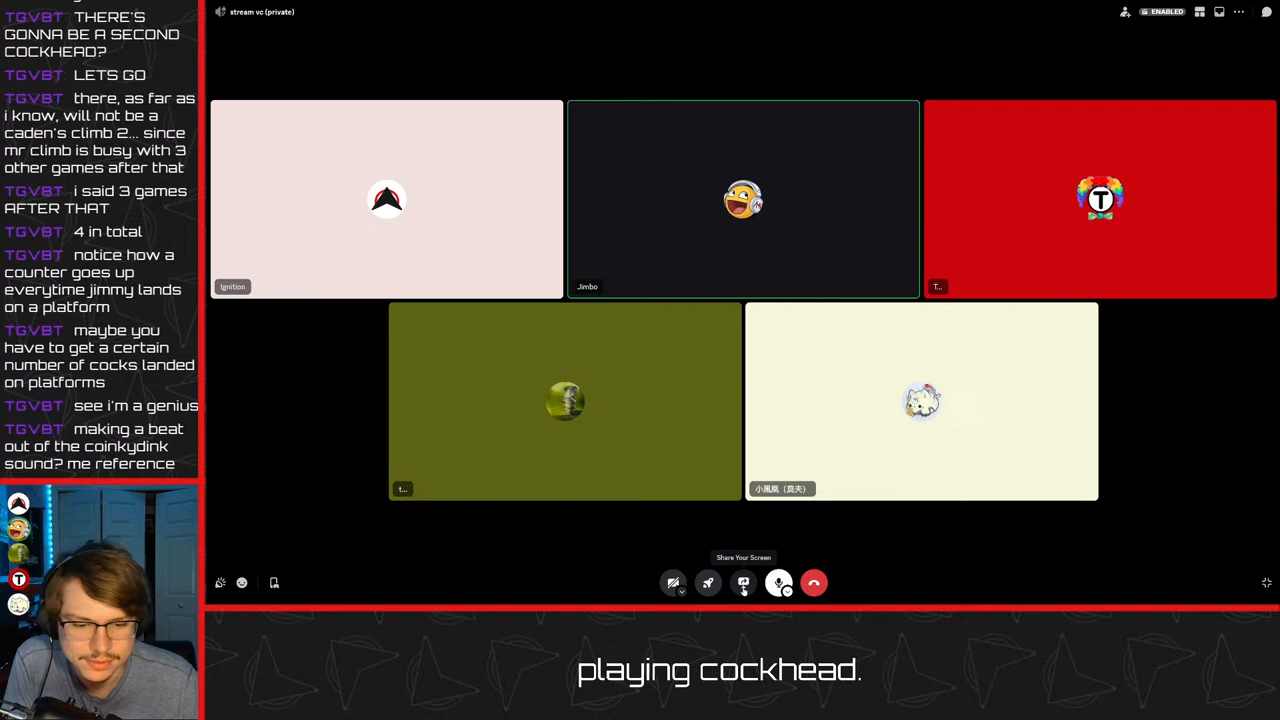 TGVBT THERE'S
GONNA BE A SECOND
COCKHEAD?
TGVBT LETS GO
TGVBT there, as far as
i know, will not be a
caden's climb 2... since
mr climb is busy with 3
other games after that
TGVBT i said 3 games
AFTER THAT
TGVBT 4 in total
TGVBT notice how a
counter goes up
everytime jimmy lands
on a platform
TGVBT maybe you
have to get a certain
number of cocks landed
on platforms
TGVBT see i'm a genius
TGVBT making a beat
out of the coinkydink
sound? me reference
stream vc (private)
ENABLED
Ignition
Jimbo
T
T...
t...
小鳳凰（莫夫）
Share Your Screen
T
playing cockhead.